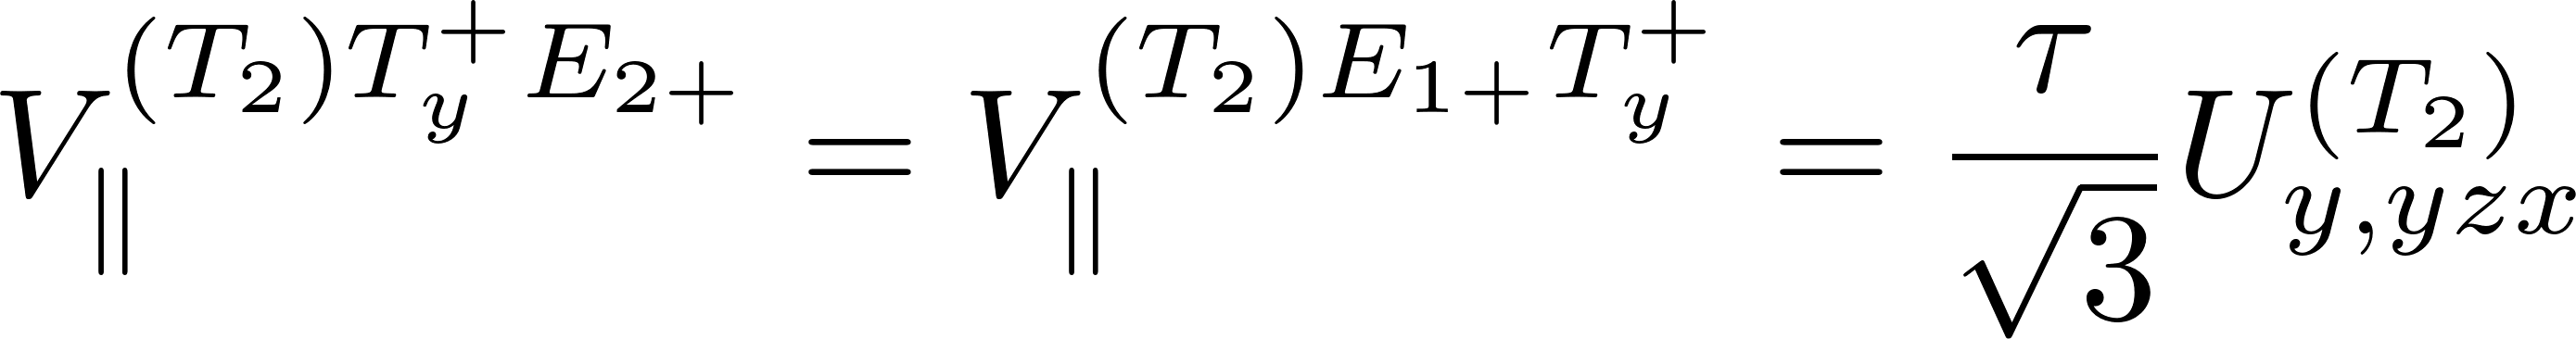 $V_{\parallel}^{(T_2)T_y^+E_{2+}} = V_{\parallel}^{(T_2)E_{1+}T_y^+} = \frac{\tau}{\sqrt{3}} U_{y,yzx}^{(T_2)}$